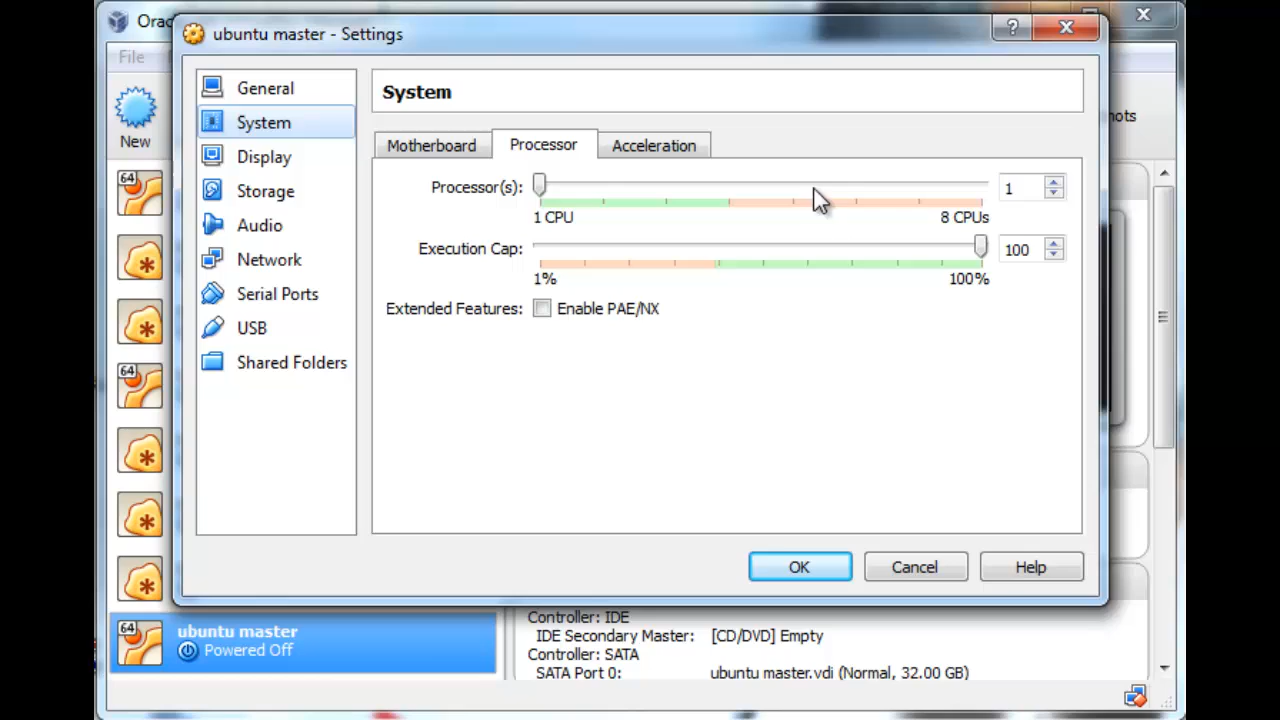 Orac
ubuntu master - Settings
?
File
New
hots
General
System
Display
Storage
Audio
Network
Serial Ports
USB
Shared Folders
System
Motherboard
Processor
Acceleration
Processor(s):
1
1 CPU
8 CPUs
Execution Cap:
100
1%
100%
Extended Features:
Enable PAE/NX
OK
Cancel
Help
64
64
64
ubuntu master
Powered Off
Controller: IDE
IDE Secondary Master: [CD/DVD] Empty
Controller: SATA
SATA Port 0: ubuntu master.vdi (Normal, 32.00 GB)